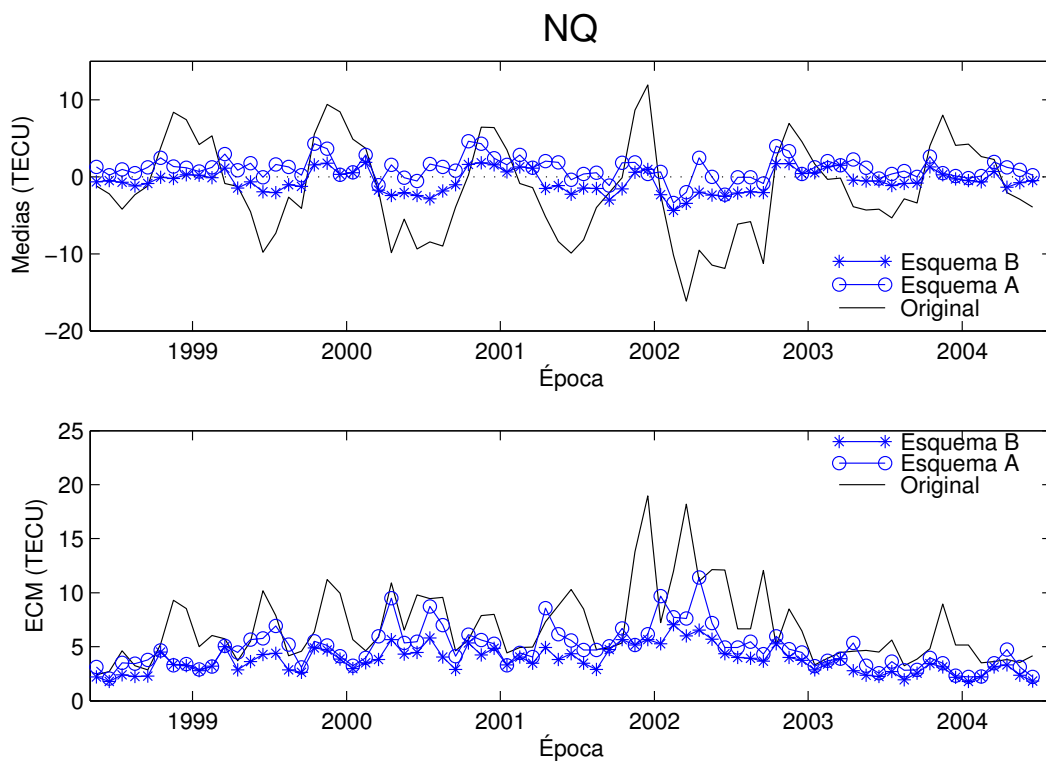 NQ
Medias (TECU)
10
0
−10
−20
Esquema B
Esquema A
Original
1999 2000 2001 2002 2003 2004
Época
ECM (TECU)
25
20
15
10
5
0
Esquema B
Esquema A
Original
1999 2000 2001 2002 2003 2004
Época